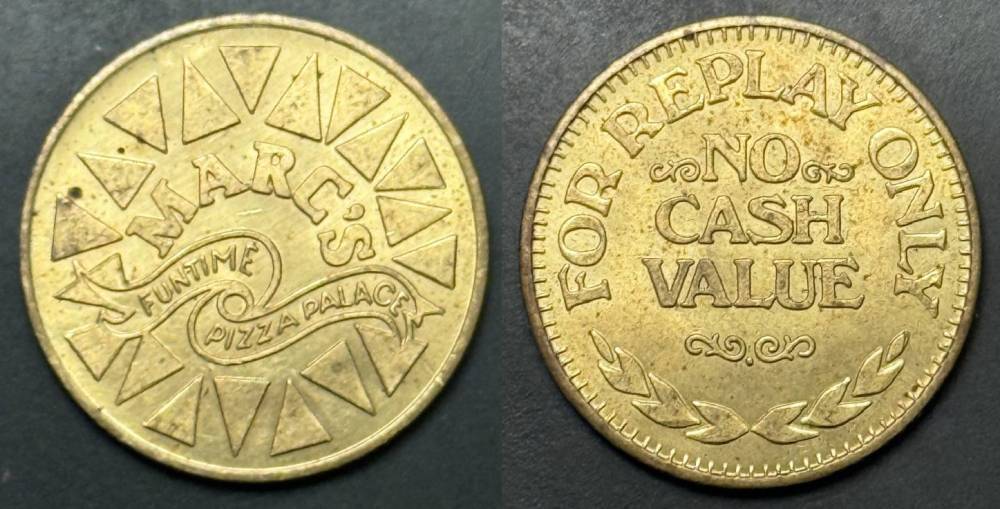 MARC'S
FUNTIME
PIZZA PALACE
FOR REPLAY ONLY
NO
CASH
VALUE